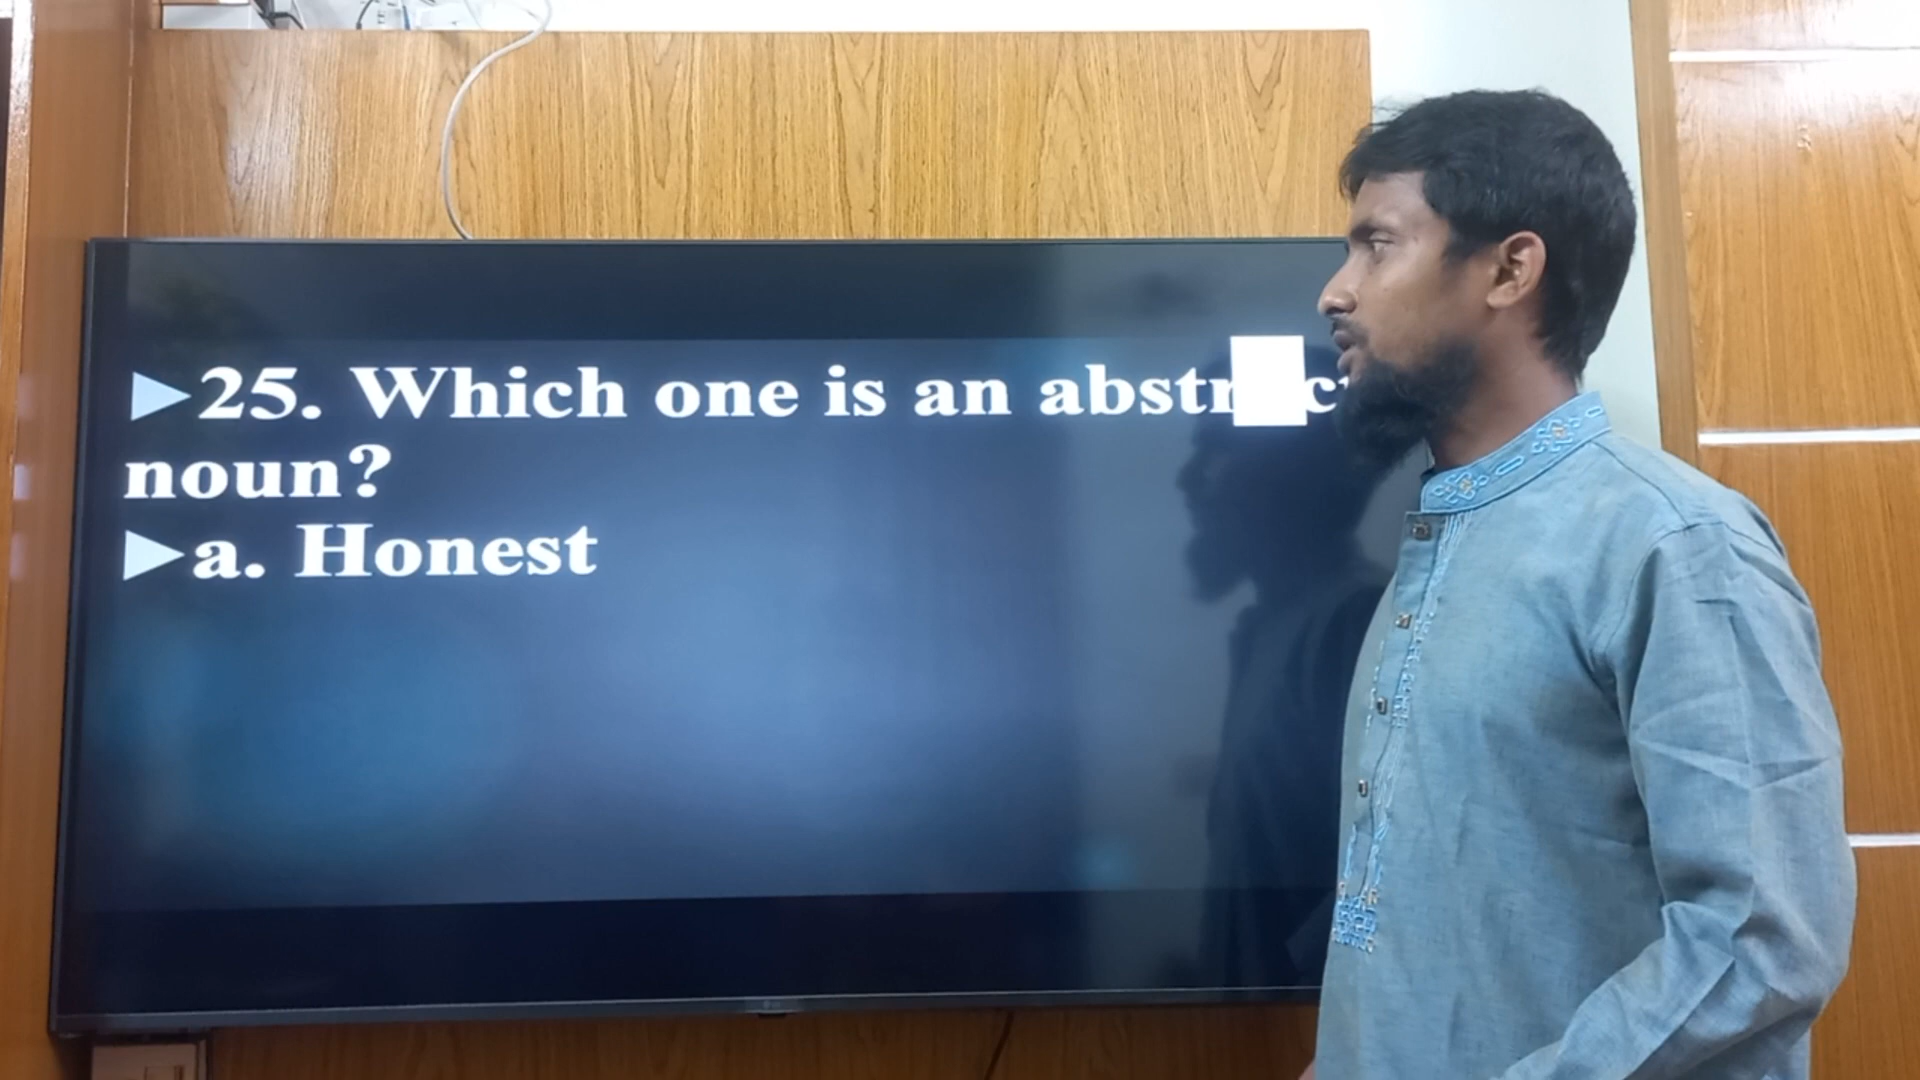 ►25. Which one is an abstr c
noun?
►a. Honest